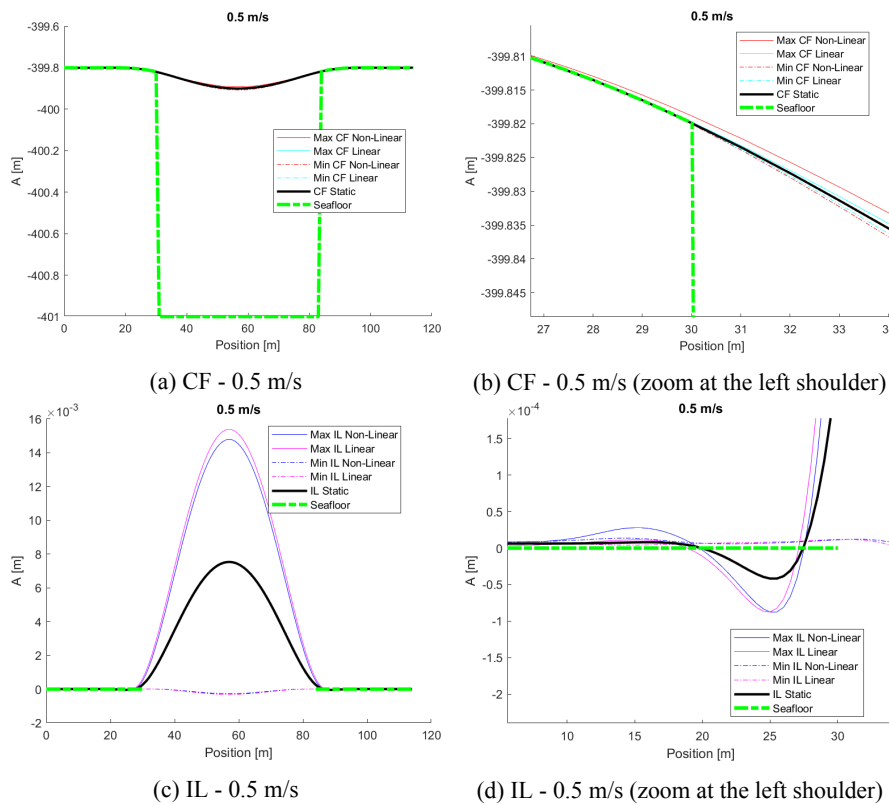 0.5 m/s
-399.6
-399.8
-400
-400.2
-400.4
-400.6
-400.8
-401
A [m]
Max CF Non-Linear
Max CF Linear
Min CF Non-Linear
Min CF Linear
CF Static
Seafloor
0 20 40 60 80 100 120
Position [m]
(a) CF - 0.5 m/s
0.5 m/s
-399.81
-399.815
-399.82
-399.825
-399.83
-399.835
-399.84
-399.845
A [m]
Max CF Non-Linear
Max CF Linear
Min CF Non-Linear
Min CF Linear
CF Static
Seafloor
27 28 29 30 31 32 33
Position [m]
(b) CF - 0.5 m/s (zoom at the left shoulder)
0.5 m/s
×10⁻³
16
14
12
10
8
6
4
2
0
-2
A [m]
Max IL Non-Linear
Max IL Linear
Min IL Non-Linear
Min IL Linear
IL Static
Seafloor
0 20 40 60 80 100 120
Position [m]
(c) IL - 0.5 m/s
0.5 m/s
×10⁻⁴
1.5
1
0.5
0
-0.5
-1
-1.5
-2
A [m]
Max IL Non-Linear
Max IL Linear
Min IL Non-Linear
Min IL Linear
IL Static
Seafloor
10 15 20 25 30
Position [m]
(d) IL - 0.5 m/s (zoom at the left shoulder)